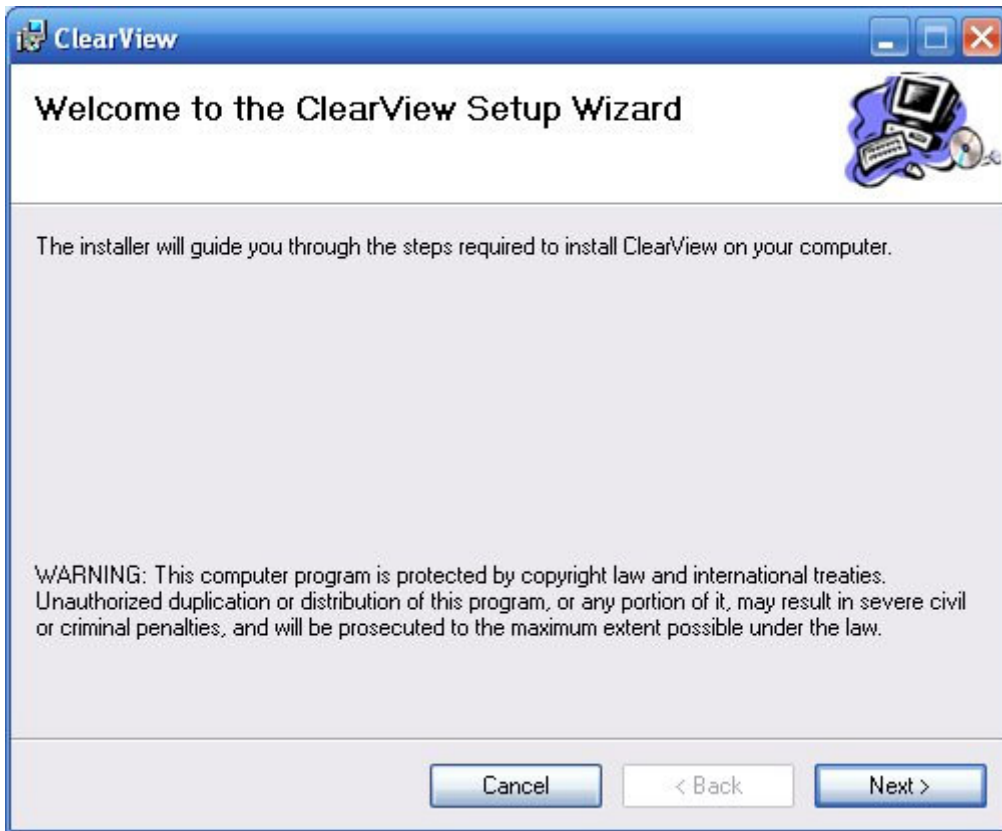 ClearView
Welcome to the ClearView Setup Wizard
The installer will guide you through the steps required to install ClearView on your computer.
WARNING: This computer program is protected by copyright law and international treaties.
Unauthorized duplication or distribution of this program, or any portion of it, may result in severe civil
or criminal penalties, and will be prosecuted to the maximum extent possible under the law.
Cancel
< Back
Next >